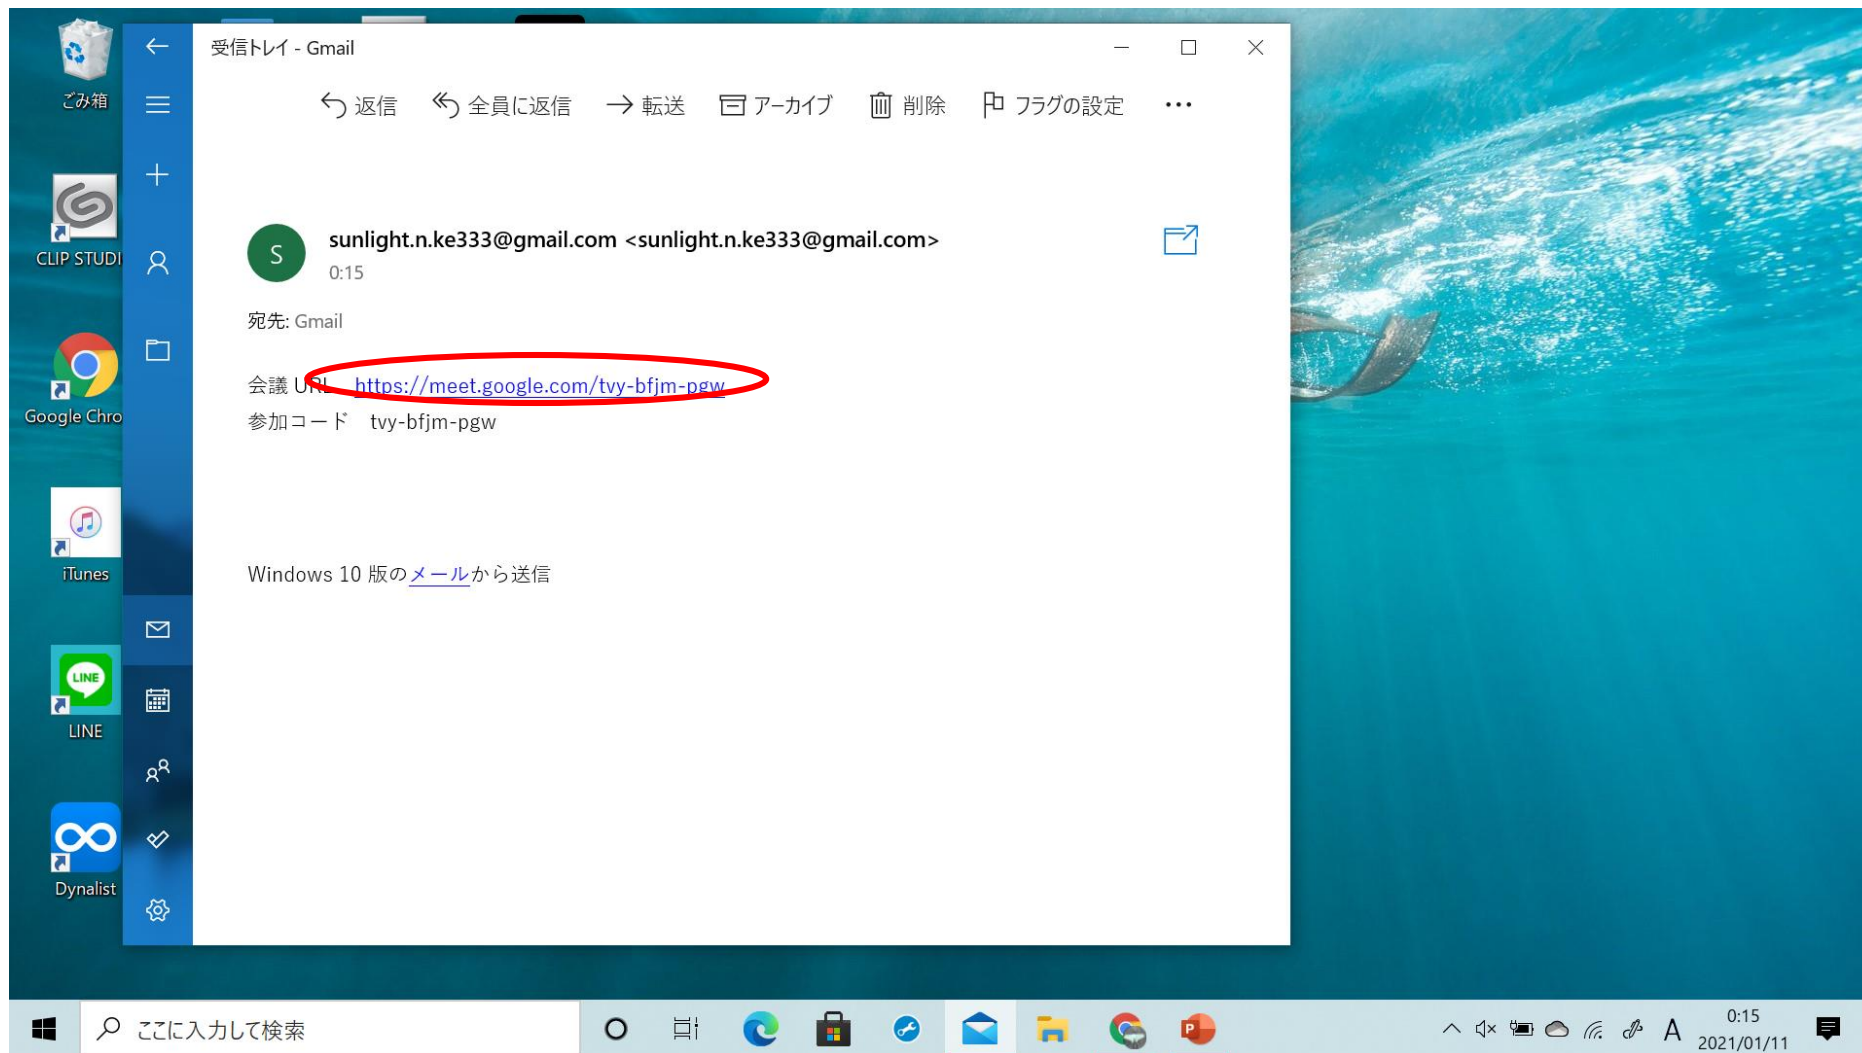 受信トレイ - Gmail
返信 全員に返信 転送 アーカイブ 削除 フラグの設定
S
sunlight.n.ke333@gmail.com <sunlight.n.ke333@gmail.com>
0:15
宛先: Gmail
会議 URL https://meet.google.com/tvy-bfjm-pgw
参加コード tvy-bfjm-pgw
Windows 10 版のメールから送信
ごみ箱
CLIP STUDI
Google Chro
iTunes
LINE
LINE
Dynalist
ここに入力して検索
P
A
0:15
2021/01/11